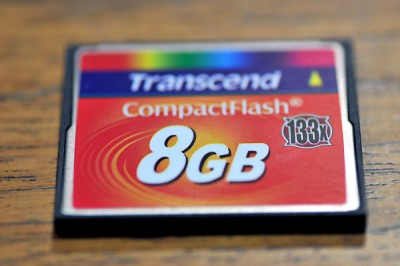 Transcend
CompactFlash®
133x
8GB